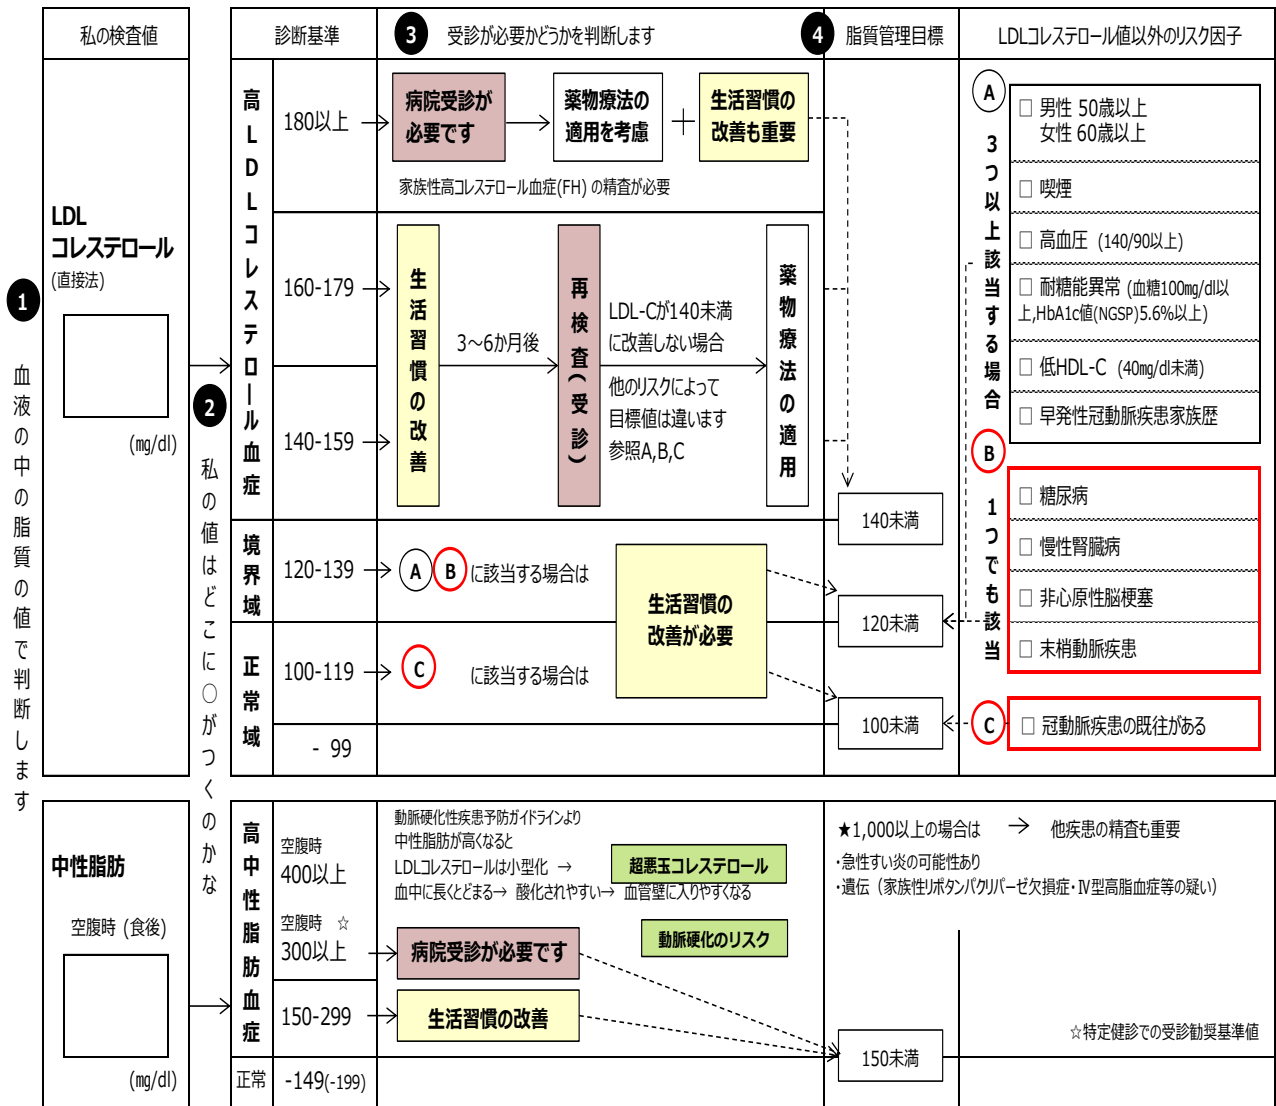 私の検査値
診断基準
3 受診が必要かどうかを判断します
4 脂質管理目標
LDLコレステロール値以外のリスク因子
1 血液の中の脂質の値で判断します
LDL
コレステロール
(直接法)
(㎎/dl)
2 私の値はどこに○がつくのかな
高LDLコレステロール血症
180以上
病院受診が
必要です
薬物療法の
適用を考慮
＋
生活習慣の
改善も重要
家族性高コレステロール血症(FH) の精査が必要
160-179
140-159
生活習慣の改善
3～6か月後
再検査(受診)
LDL-Cが140未満
に改善しない場合
他のリスクによって
目標値は違います
参照A,B,C
薬物療法の適用
140未満
境界域
120-139
A B に該当する場合は
生活習慣の
改善が必要
120未満
正常域
100-119
C に該当する場合は
100未満
- 99
A 3つ以上該当する場合
□ 男性 50歳以上
女性 60歳以上
□ 喫煙
□ 高血圧 (140/90以上)
□ 耐糖能異常 (血糖100mg/dl以
上,HbA1c値(NGSP)5.6%以上)
□ 低HDL-C (40mg/dl未満)
□ 早発性冠動脈疾患家族歴
B 1つでも該当
□ 糖尿病
□ 慢性腎臓病
□ 非心原性脳梗塞
□ 末梢動脈疾患
C □ 冠動脈疾患の既往がある
中性脂肪
空腹時 (食後)
(㎎/dl)
高中性脂肪血症
空腹時
400以上
空腹時 ☆
300以上
150-299
正常
-149(-199)
動脈硬化性疾患予防ガイドラインより
中性脂肪が高くなると
LDLコレステロールは小型化 →
超悪玉コレステロール
血中に長くとどまる→ 酸化されやすい→ 血管壁に入りやすくなる
動脈硬化のリスク
病院受診が必要です
生活習慣の改善
150未満
★1,000以上の場合は → 他疾患の精査も重要
・急性すい炎の可能性あり
・遺伝（家族性リポタンパクリパーゼ欠損症・Ⅳ型高脂血症等の疑い）
☆特定健診での受診勧奨基準値